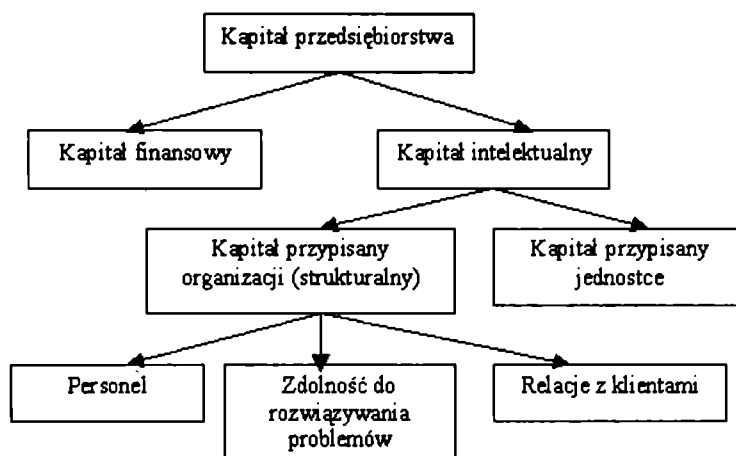 Kapitał przedsiębiorstwa
Kapitał finansowy
Kapitał intelektualny
Kapitał przypisany
organizacji (strukturalny)
Kapitał przypisany
jednostce
Personel
Zdolność do
rozwiązywania
problemów
Relacje z klientami